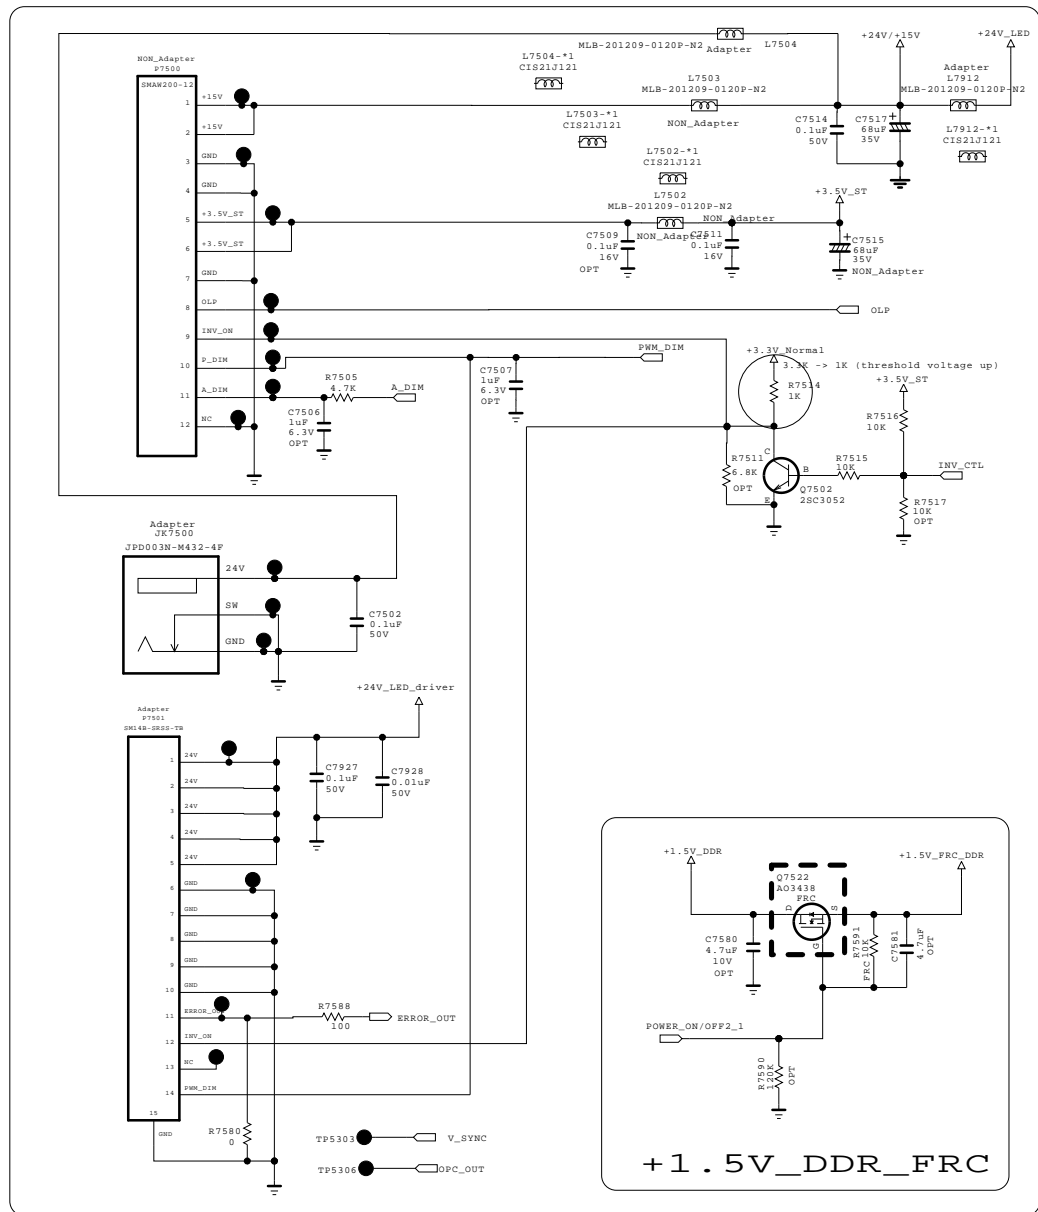 MLB-201209-0120P-N2
Adapter
L7504
+24V/+15V
+24V_LED
L7504-*1
CIS21J121
NON_Adapter
P7500
SMAW200-12
L7503
MLB-201209-0120P-N2
NON_Adapter
Adapter
L7912
MLB-201209-0120P-N2
1
+15V
2
+15V
3
GND
4
GND
5
+3.5V_ST
6
+3.5V_ST
7
GND
8
OLP
9
INV_ON
10
P_DIM
11
A_DIM
12
NC
L7503-*1
CIS21J121
C7514
0.1uF
50V
C7517
68uF
35V
L7912-*1
CIS21J121
L7502-*1
CIS21J121
L7502
MLB-201209-0120P-N2
NON_Adapter
+3.5V_ST
C7509
0.1uF
16V
OPT
NON_Adapter
C7511
0.1uF
16V
C7515
68uF
35V
NON_Adapter
OLP
PWM_DIM
C7507
1uF
6.3V
OPT
R7505
4.7K
A_DIM
C7506
1uF
6.3V
OPT
+3.3V_Normal
3.3K -> 1K (threshold voltage up)
R7514
1K
+3.5V_ST
R7516
10K
R7511
6.8K
OPT
C
B
E
Q7502
2SC3052
R7515
10K
INV_CTL
R7517
10K
OPT
Adapter
JK7500
JPD003N-M432-4F
24V
SW
GND
C7502
0.1uF
50V
+24V_LED_driver
Adapter
P7501
SM14B-SRSS-TB
1
24V
2
24V
3
24V
4
24V
5
24V
6
GND
7
GND
8
GND
9
GND
10
GND
11
ERROR_OUT
12
INV_ON
13
NC
14
PWM_DIM
15
GND
C7927
0.1uF
50V
C7928
0.01uF
50V
R7588
100
ERROR_OUT
R7580
0
TP5303
V_SYNC
TP5306
OPC_OUT
+1.5V_DDR
Q7522
AO3438
FRC
D
S
G
+1.5V_FRC_DDR
C7580
4.7uF
10V
OPT
R7591
10K
FRC
C7581
4.7uF
OPT
POWER_ON/OFF2_1
R7590
120K
OPT
+1.5V_DDR_FRC